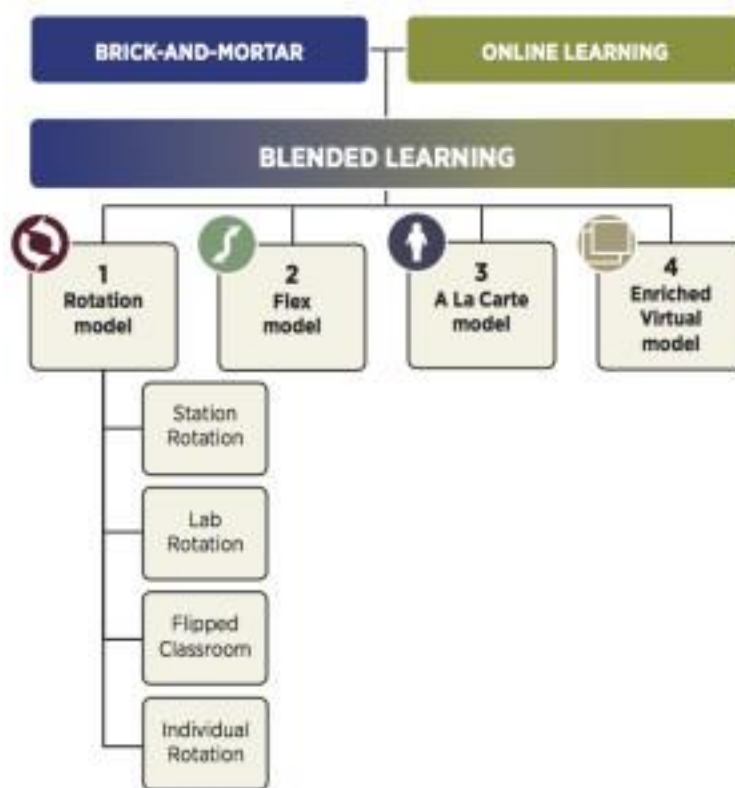 BRICK-AND-MORTAR
ONLINE LEARNING
BLENDED LEARNING
1
Rotation
model
2
Flex
model
3
A La Carte
model
4
Enriched
Virtual
model
Station
Rotation
Lab
Rotation
Flipped
Classroom
Individual
Rotation